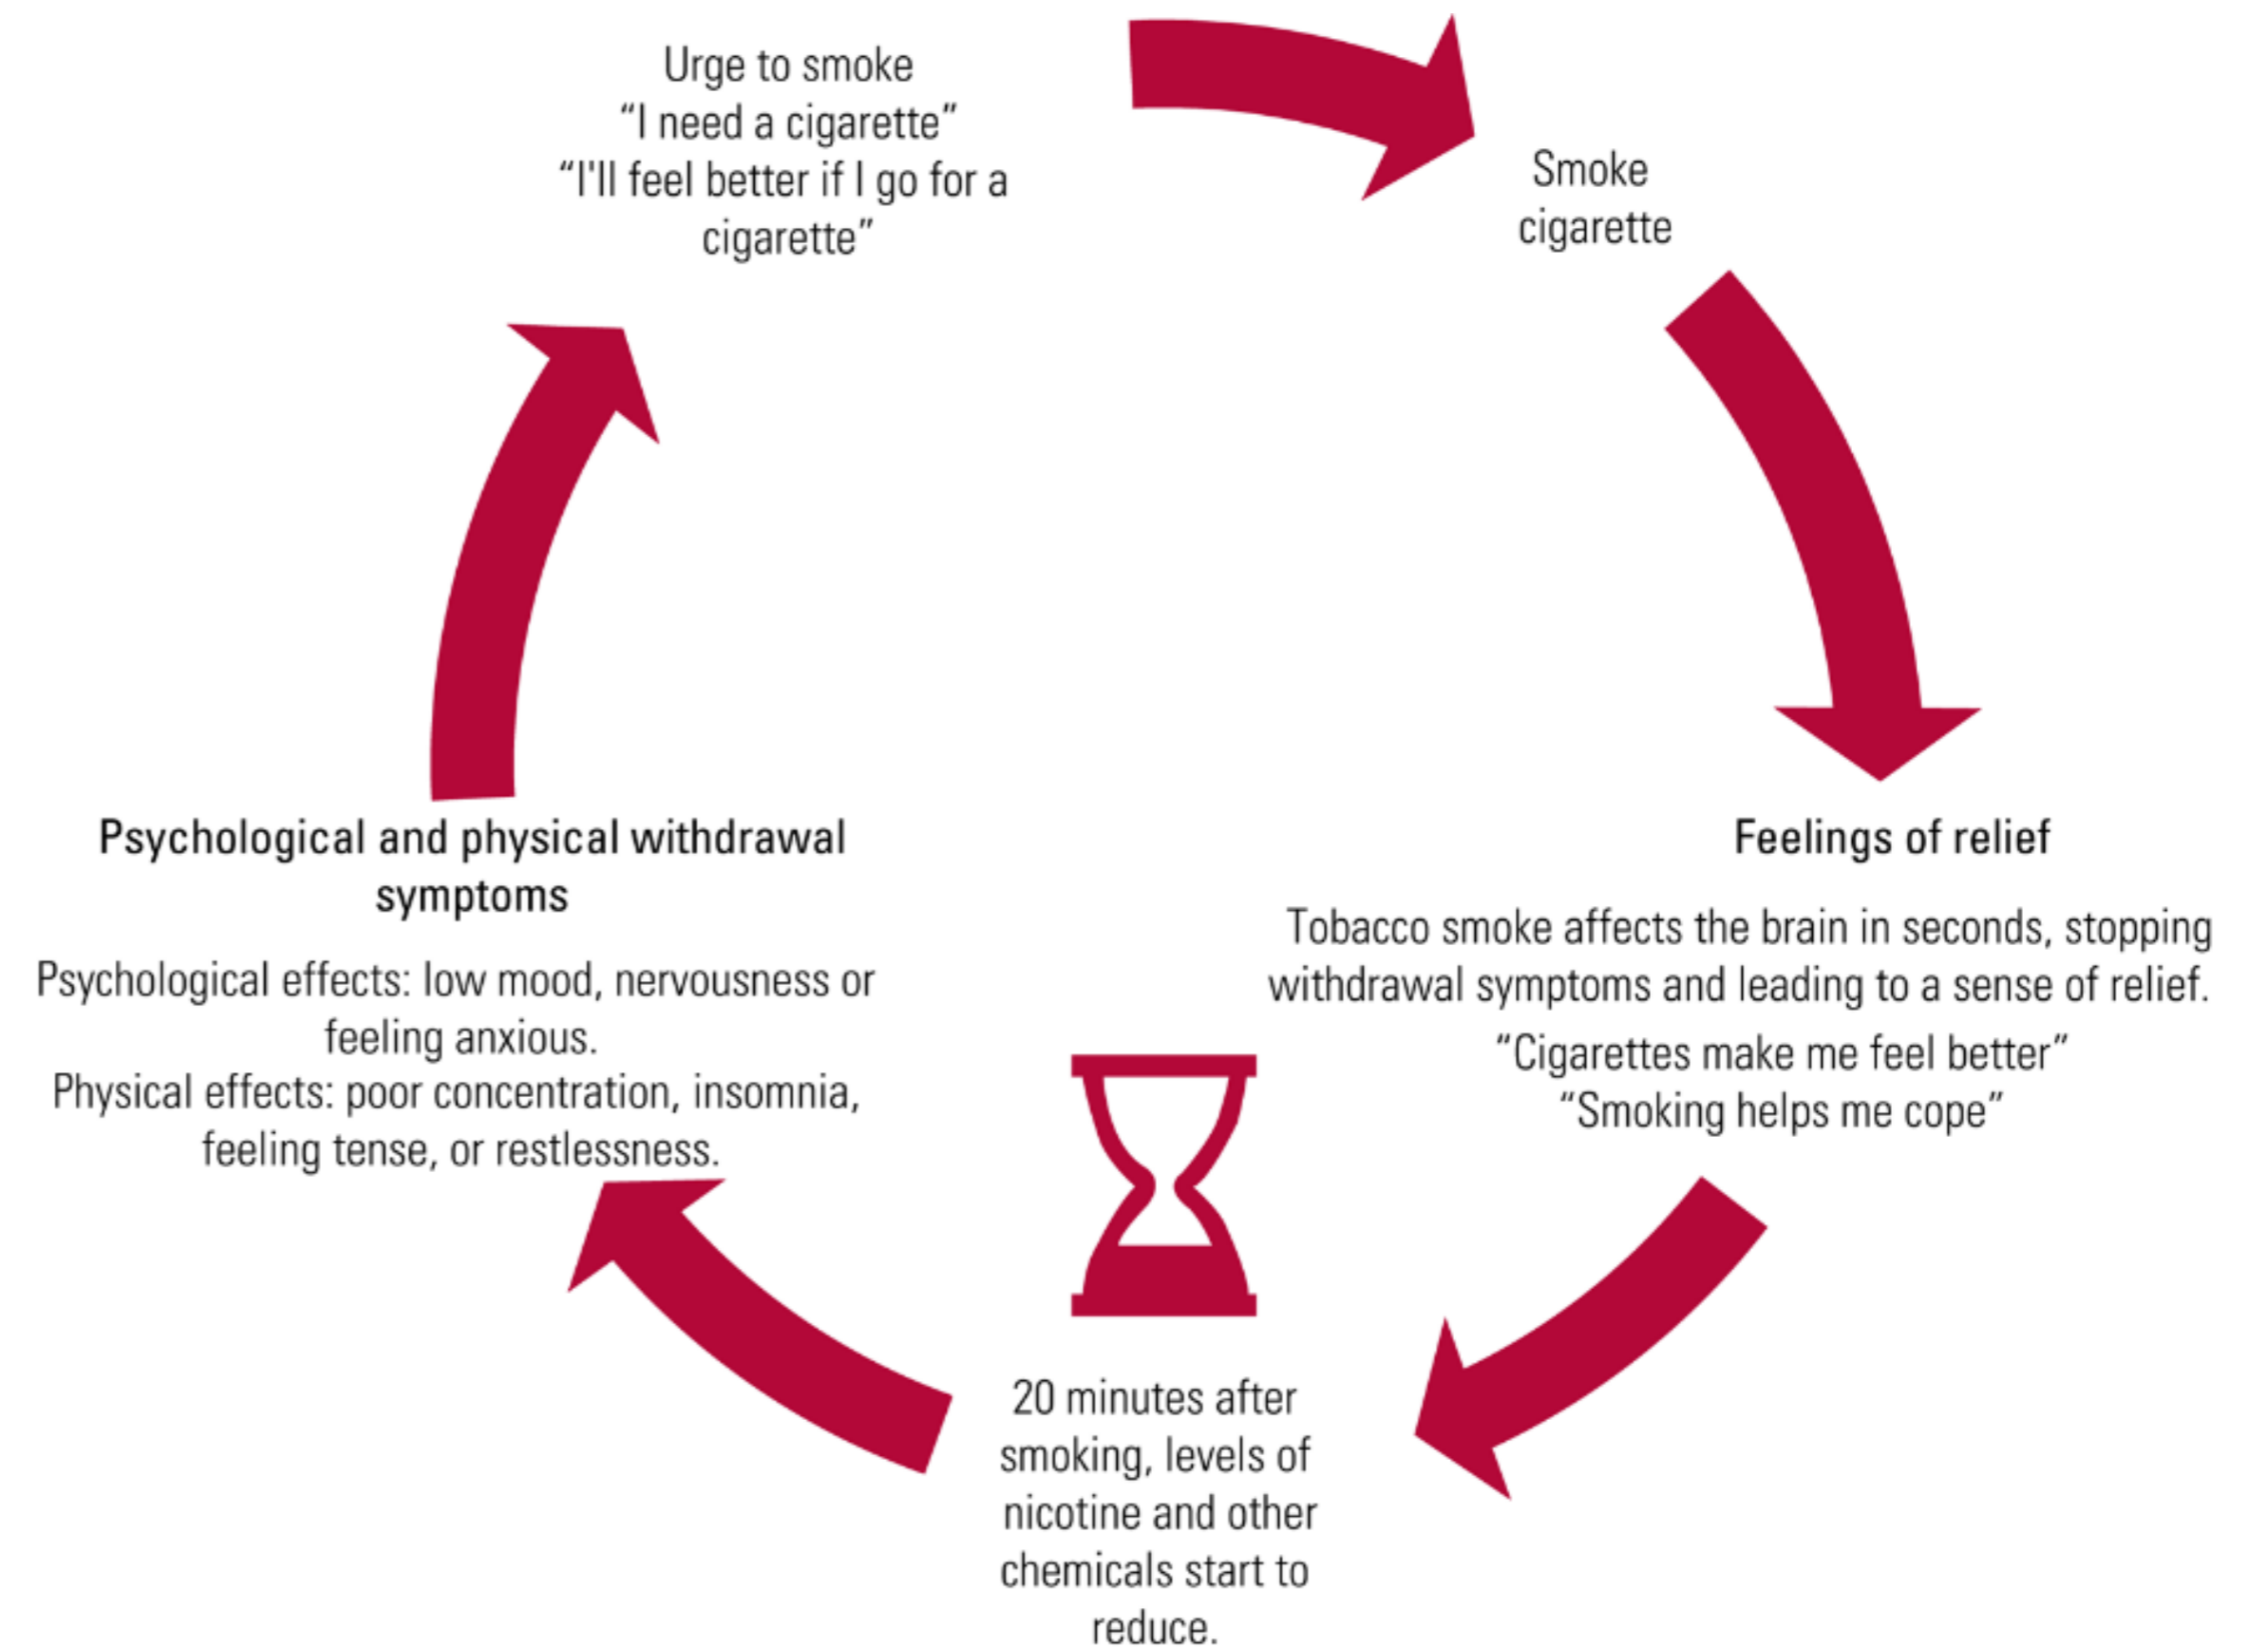 Urge to smoke
“I need a cigarette”
“I'll feel better if I go for a
cigarette”
Smoke
cigarette
Feelings of relief
Tobacco smoke affects the brain in seconds, stopping
withdrawal symptoms and leading to a sense of relief.
“Cigarettes make me feel better”
“Smoking helps me cope”
20 minutes after
smoking, levels of
nicotine and other
chemicals start to
reduce.
Psychological and physical withdrawal
symptoms
Psychological effects: low mood, nervousness or
feeling anxious.
Physical effects: poor concentration, insomnia,
feeling tense, or restlessness.